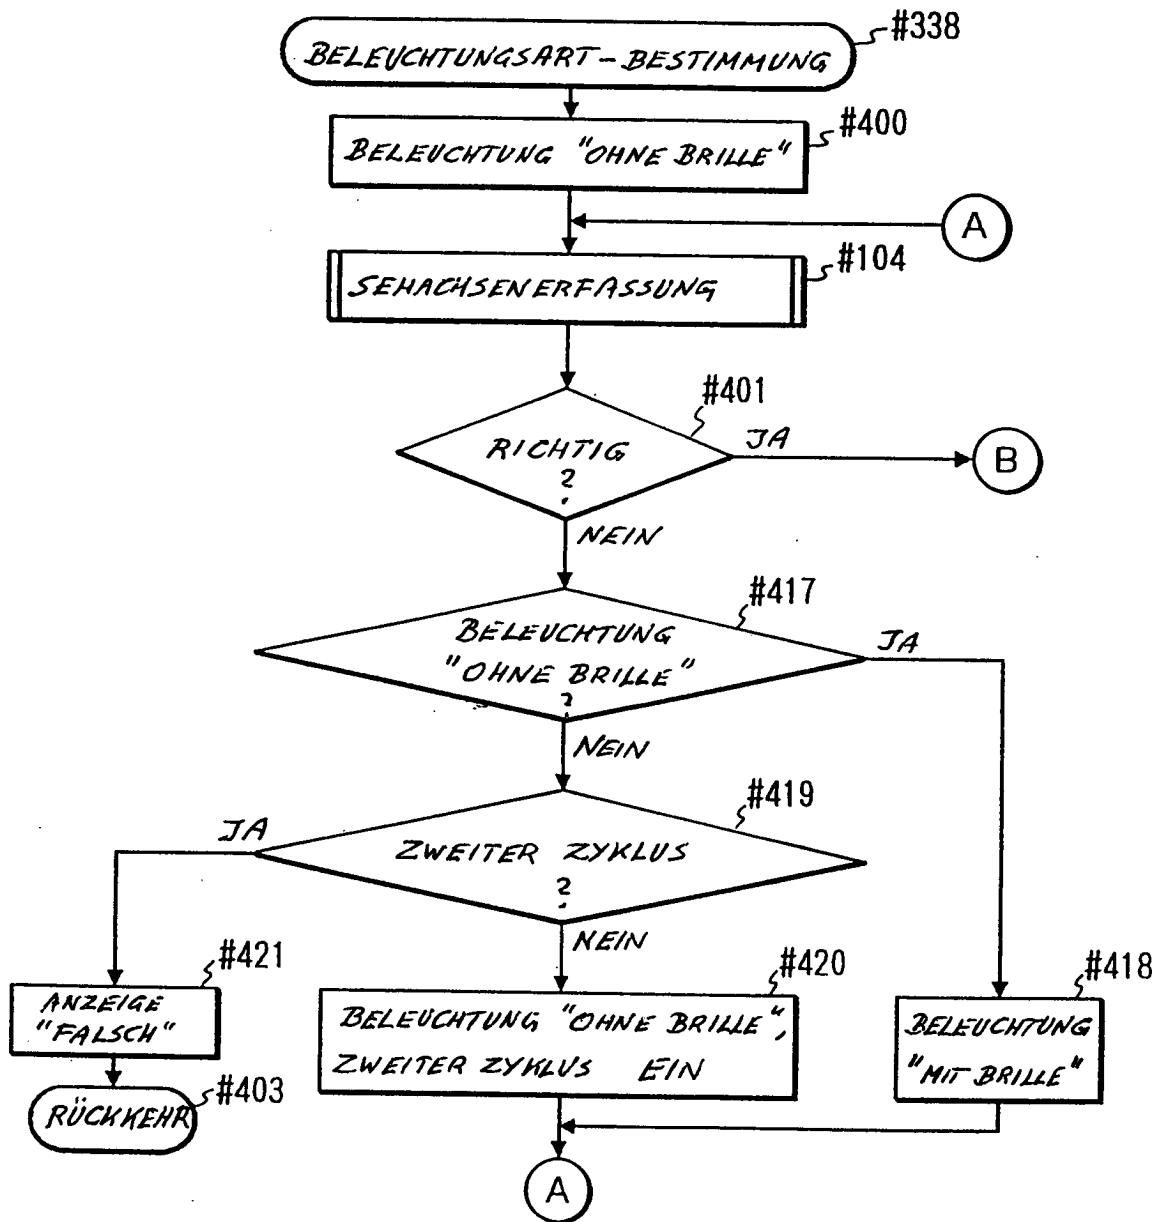 #338
BELEUCHTUNGSART-BESTIMMUNG
#400
BELEUCHTUNG "OHNE BRILLE"
A
#104
SEHACHSENERFASSUNG
#401
RICHTIG
?
JA
B
NEIN
#417
BELEUCHTUNG
"OHNE BRILLE"
?
JA
NEIN
#419
JA
ZWEITER ZYKLUS
?
NEIN
#421
ANZEIGE
"FALSCH"
#420
BELEUCHTUNG "OHNE BRILLE",
ZWEITER ZYKLUS EIN
#418
BELEUCHTUNG
"MIT BRILLE"
#403
RÜCKKEHR
A